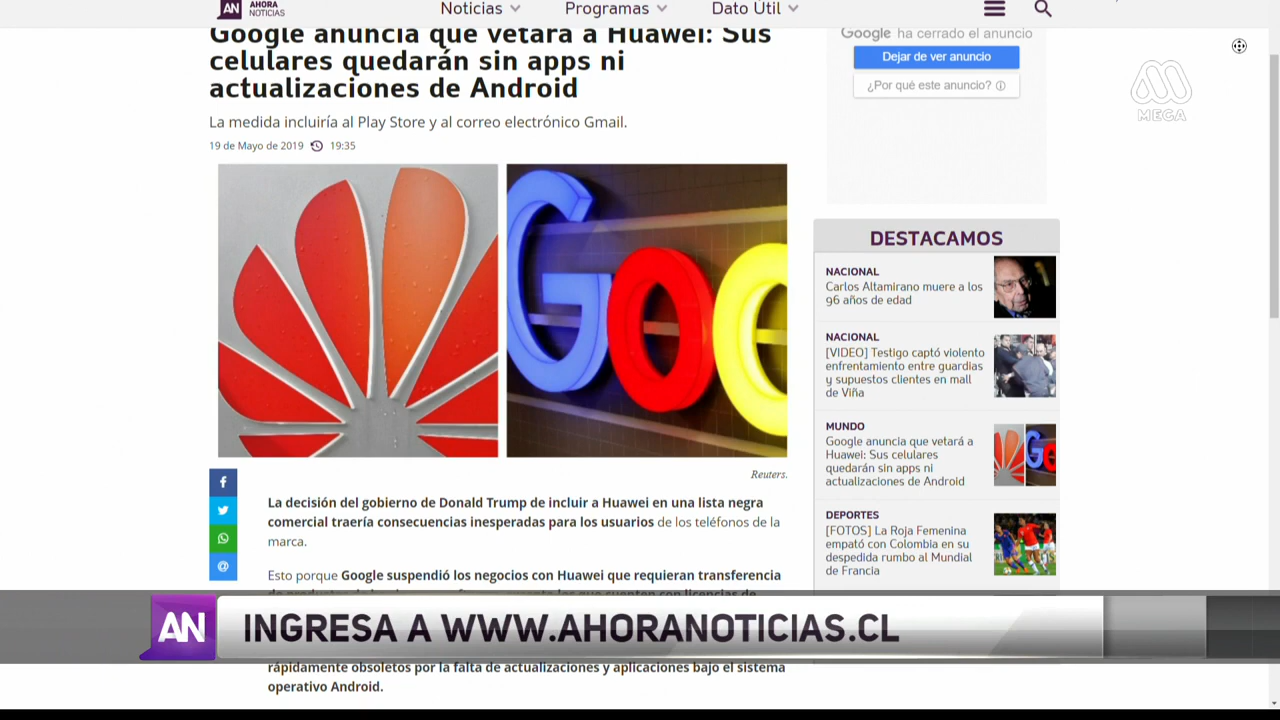 AN
AHORA
NOTICIAS
Noticias
Programas
Dato Útil
Google anuncia que vetará a Huawei: Sus
celulares quedarán sin apps ni
actualizaciones de Android
La medida incluiría al Play Store y al correo electrónico Gmail.
19 de Mayo de 2019
19:35
Goo
Reuters.
La decisión del gobierno de Donald Trump de incluir a Huawei en una lista negra
comercial traería consecuencias inesperadas para los usuarios de los teléfonos de la
marca.
Esto porque Google suspendió los negocios con Huawei que requieran transferencia
rápidamente obsoletos por la falta de actualizaciones y aplicaciones bajo el sistema
operativo Android.
Google ha cerrado el anuncio
Dejar de ver anuncio
¿Por qué este anuncio?
MEGA
DESTACAMOS
NACIONAL
Carlos Altamirano muere a los
96 años de edad
NACIONAL
[VIDEO] Testigo captó violento
enfrentamiento entre guardias
y supuestos clientes en mall
de Viña
MUNDO
Google anuncia que vetará a
Huawei: Sus celulares
quedarán sin apps ni
actualizaciones de Android
DEPORTES
[FOTOS] La Roja Femenina
empató con Colombia en su
despedida rumbo al Mundial
de Francia
AN
INGRESA A WWW.AHORANOTICIAS.CL